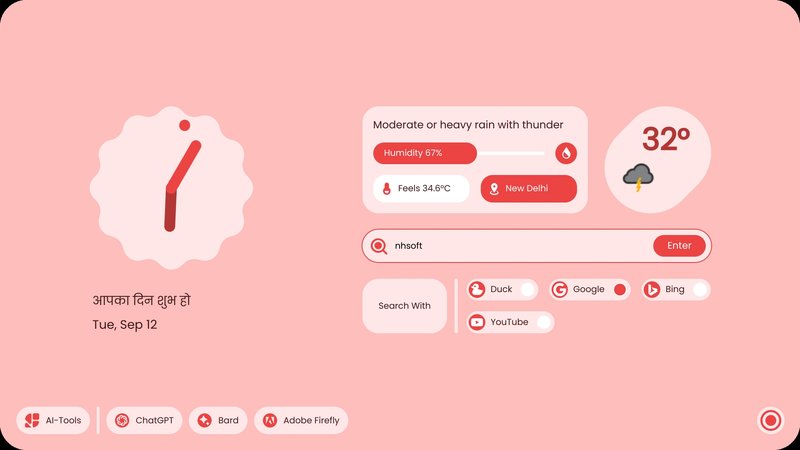 Moderate or heavy rain with thunder
Humidity 67%
Feels 34.6°C
New Delhi
32°
nhsoft
Enter
Search With
Duck
Google
Bing
YouTube
आपका दिन शुभ हो
Tue, Sep 12
AI-Tools
ChatGPT
Bard
Adobe Firefly